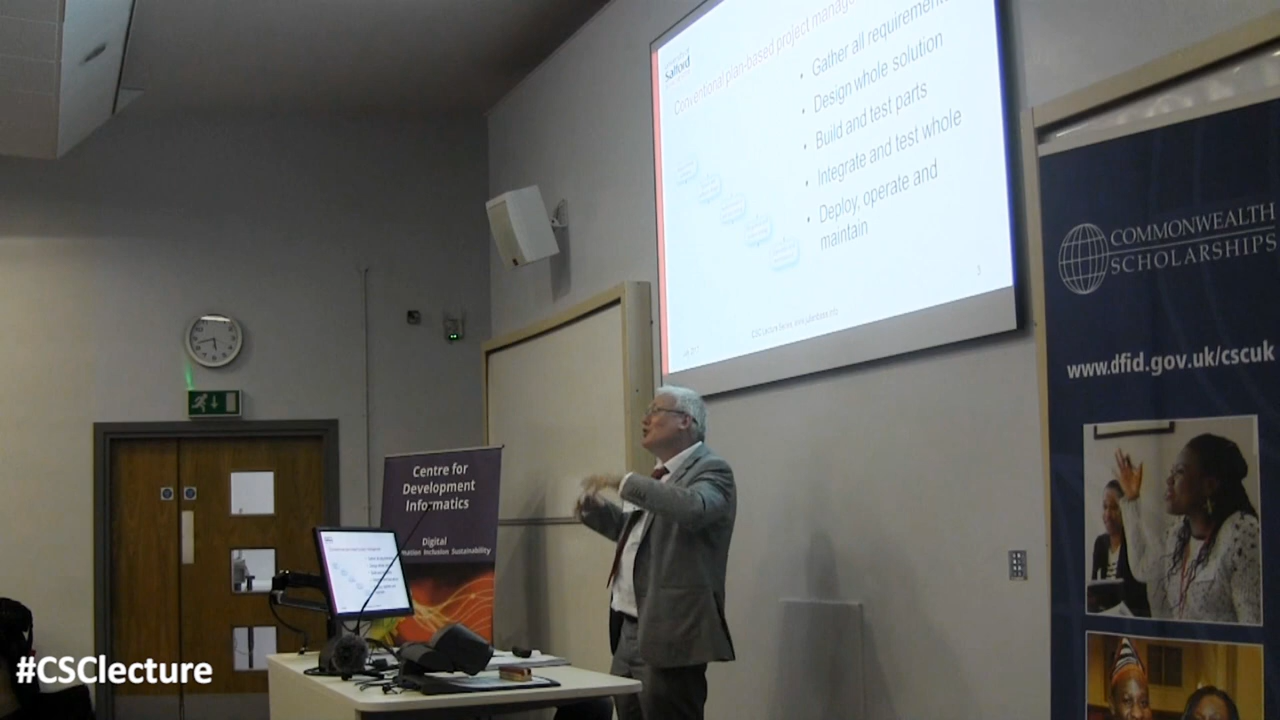 Salford
Conventional plan-based project manag
• Gather all requirements
• Design whole solution
• Build and test parts
• Integrate and test whole
• Deploy, operate and
maintain
3
COMMONWEALTH
SCHOLARSHIPS
www.dfid.gov.uk/cscuk
Centre for
Development
Informatics
Digital
mation Inclusion Sustainability
#CSClecture